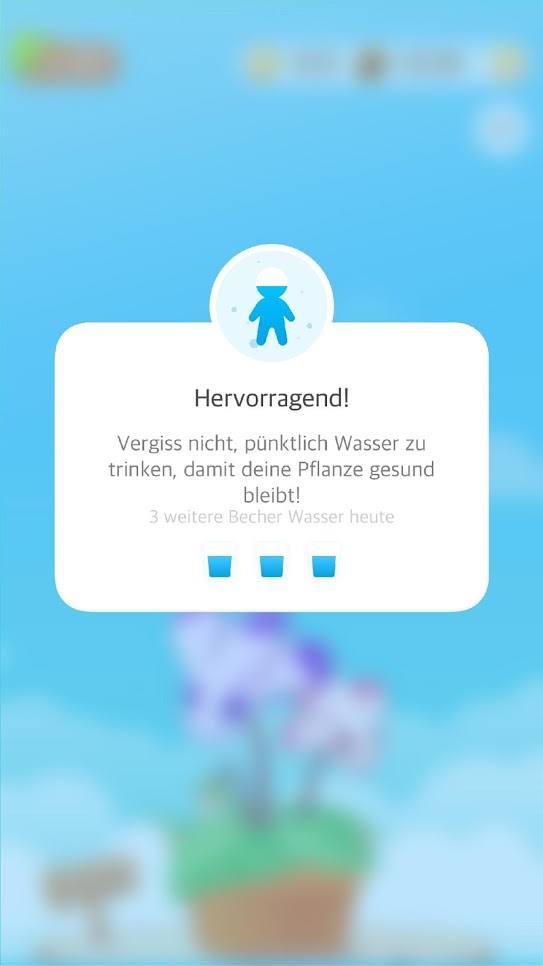 Hervorragend!
Vergiss nicht, pünktlich Wasser zu
trinken, damit deine Pflanze gesund
bleibt!
3 weitere Becher Wasser heute